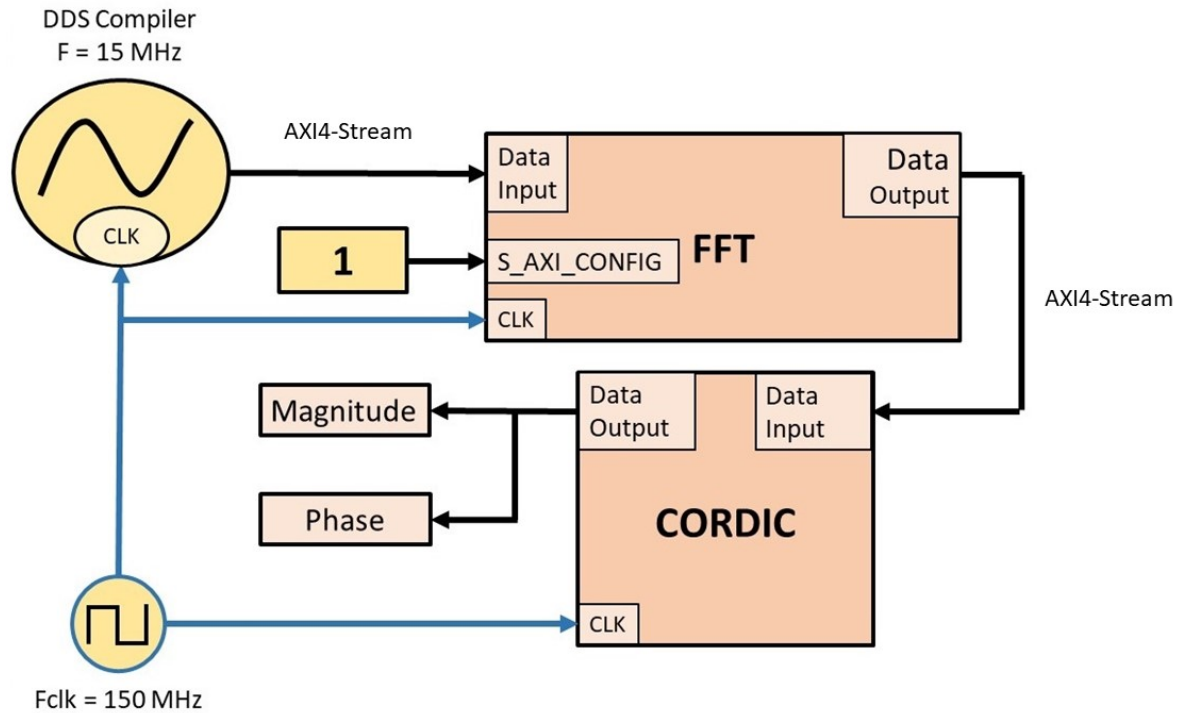 DDS Compiler
F = 15 MHz
CLK
AXI4-Stream
Data
Input
1
S_AXI_CONFIG
CLK
FFT
Data
Output
AXI4-Stream
Data
Input
Data
Output
CORDIC
CLK
Magnitude
Phase
Fclk = 150 MHz